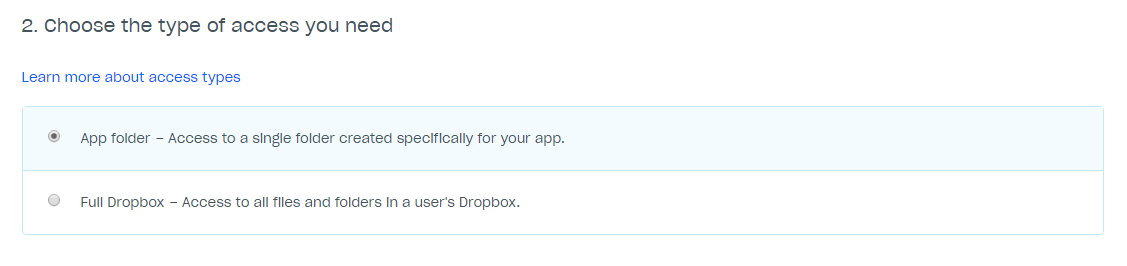 2. Choose the type of access you need
Learn more about access types
App folder – Access to a single folder created specifically for your app.
Full Dropbox – Access to all files and folders in a user's Dropbox.